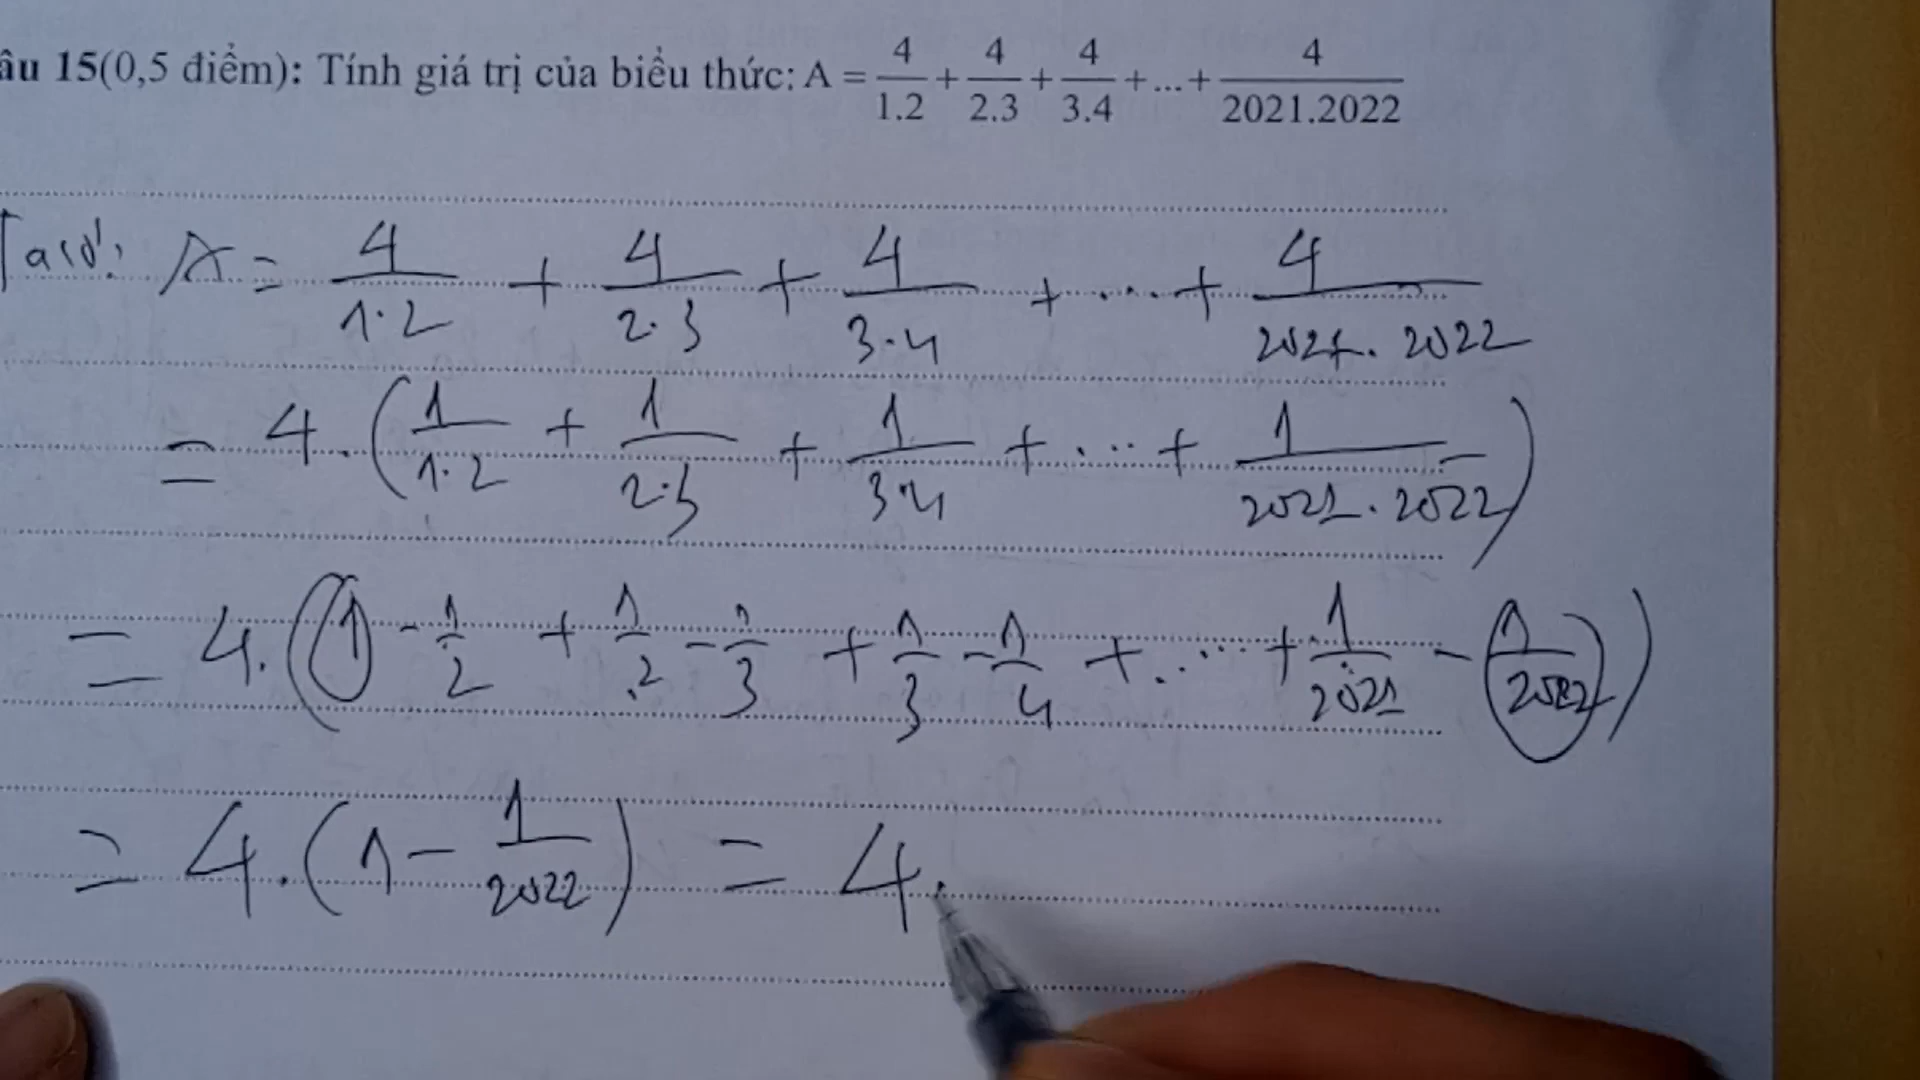 âu 15(0,5 điểm): Tính giá trị của biểu thức: A = 4/1.2 + 4/2.3 + 4/3.4 + ... + 4/2021.2022
Ta có: A = 4/1.2 + 4/2.3 + 4/3.4 + ... + 4/2021.2022
= 4.(1/1.2 + 1/2.3 + 1/3.4 + ... + 1/2021.2022)
= 4.(1 - 1/2 + 1/2 - 1/3 + 1/3 - 1/4 + ... + 1/2021 - 1/2022)
= 4.(1 - 1/2022) = 4.